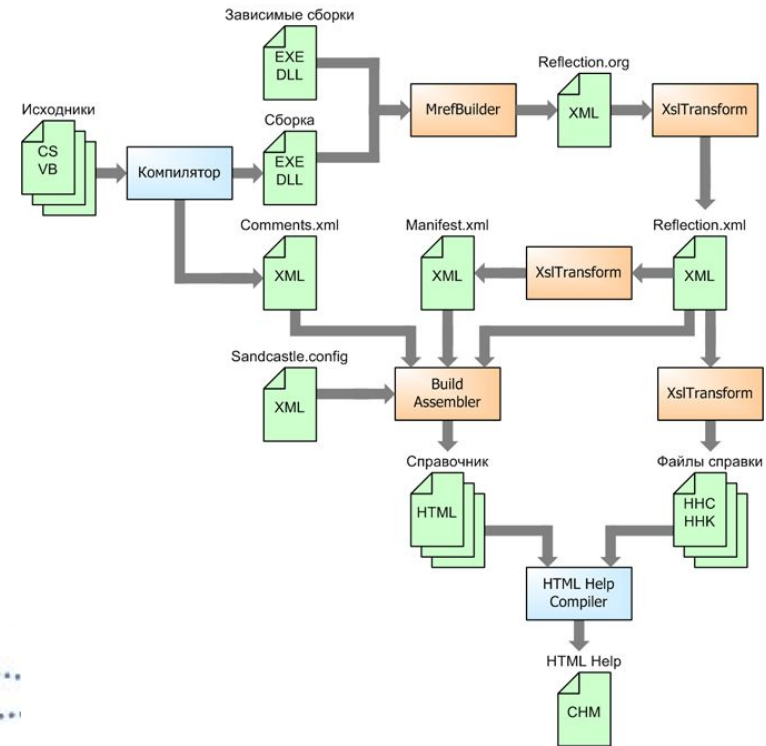 Зависимые сборки
EXE
DLL
Reflection.org
Исходники
CS
VB
Сборка
EXE
DLL
MrefBuilder
XML
XslTransform
Компилятор
Comments.xml
Manifest.xml
Reflection.xml
XML
XML
XslTransform
XML
Sandcastle.config
XML
Build
Assembler
XslTransform
Справочник
Файлы справки
HTML
HHC
HHK
HTML Help
Compiler
HTML Help
CHM